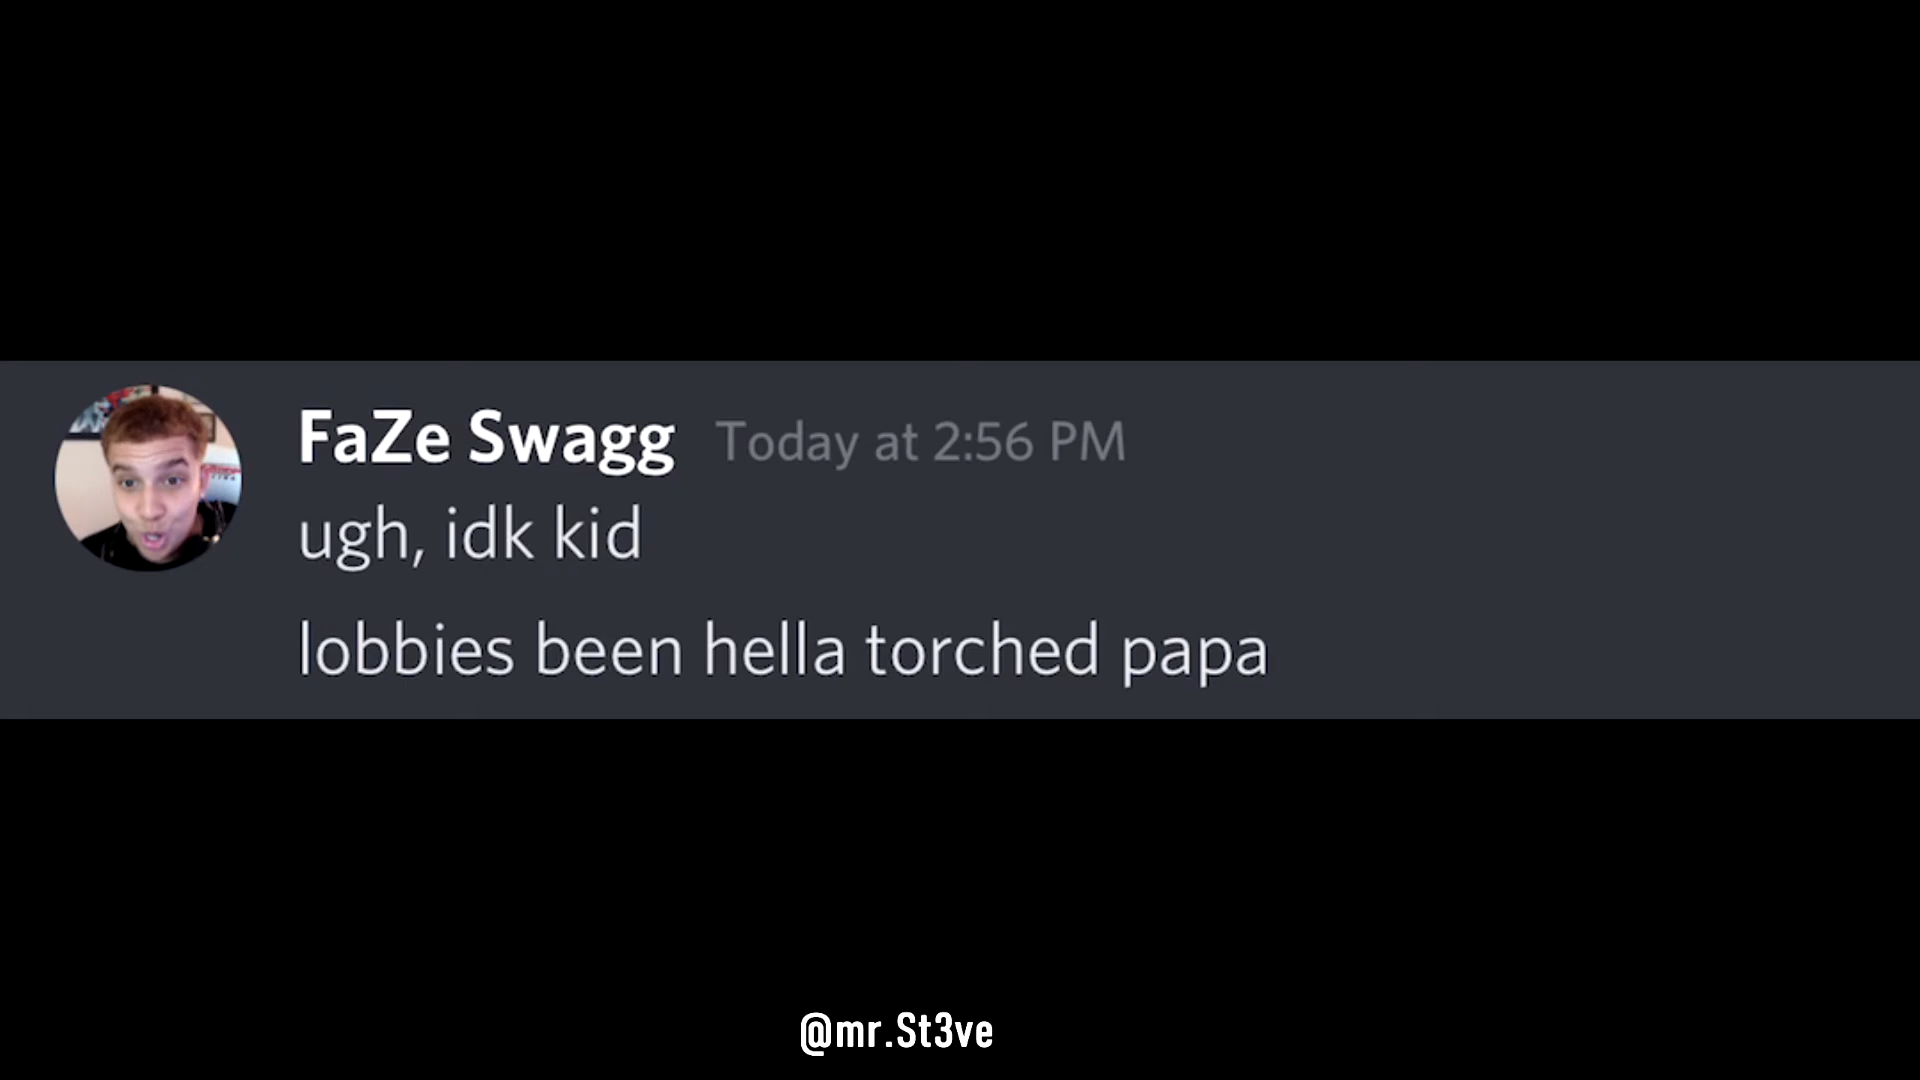 FaZe Swagg Today at 2:56 PM
ugh, idk kid
lobbies been hella torched papa
@mr.St3ve